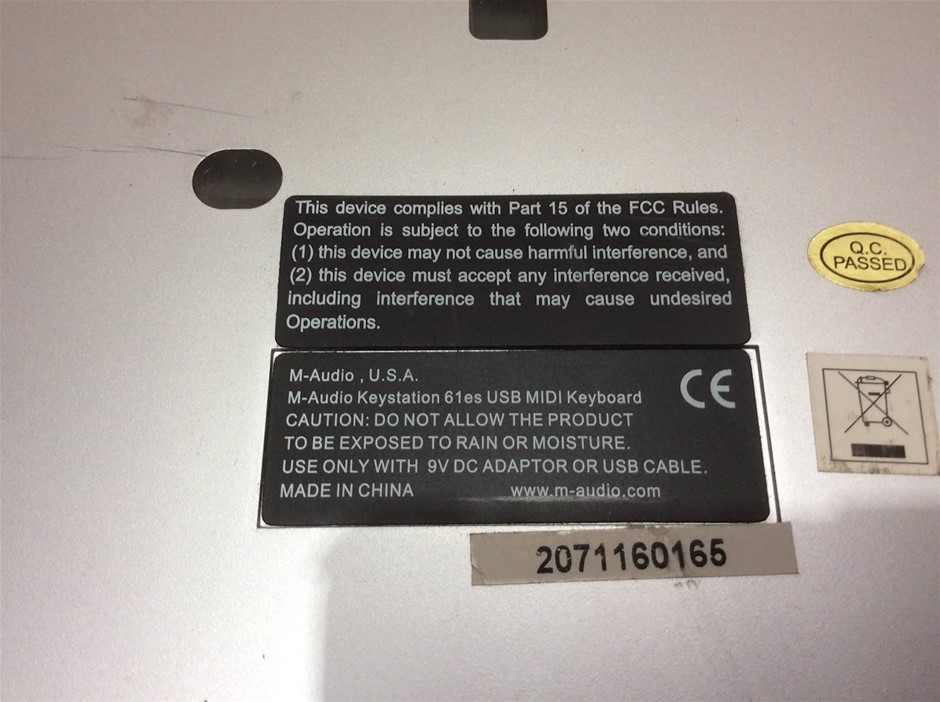 This device complies with Part 15 of the FCC Rules.
Operation is subject to the following two conditions:
(1) this device may not cause harmful interference, and
(2) this device must accept any interference received,
including interference that may cause undesired
Operations.
Q.C.
PASSED
M-Audio , U.S.A.
M-Audio Keystation 61es USB MIDI Keyboard
CE
CAUTION: DO NOT ALLOW THE PRODUCT
TO BE EXPOSED TO RAIN OR MOISTURE.
USE ONLY WITH 9V DC ADAPTOR OR USB CABLE.
MADE IN CHINA www.m-audio.com
2071160165